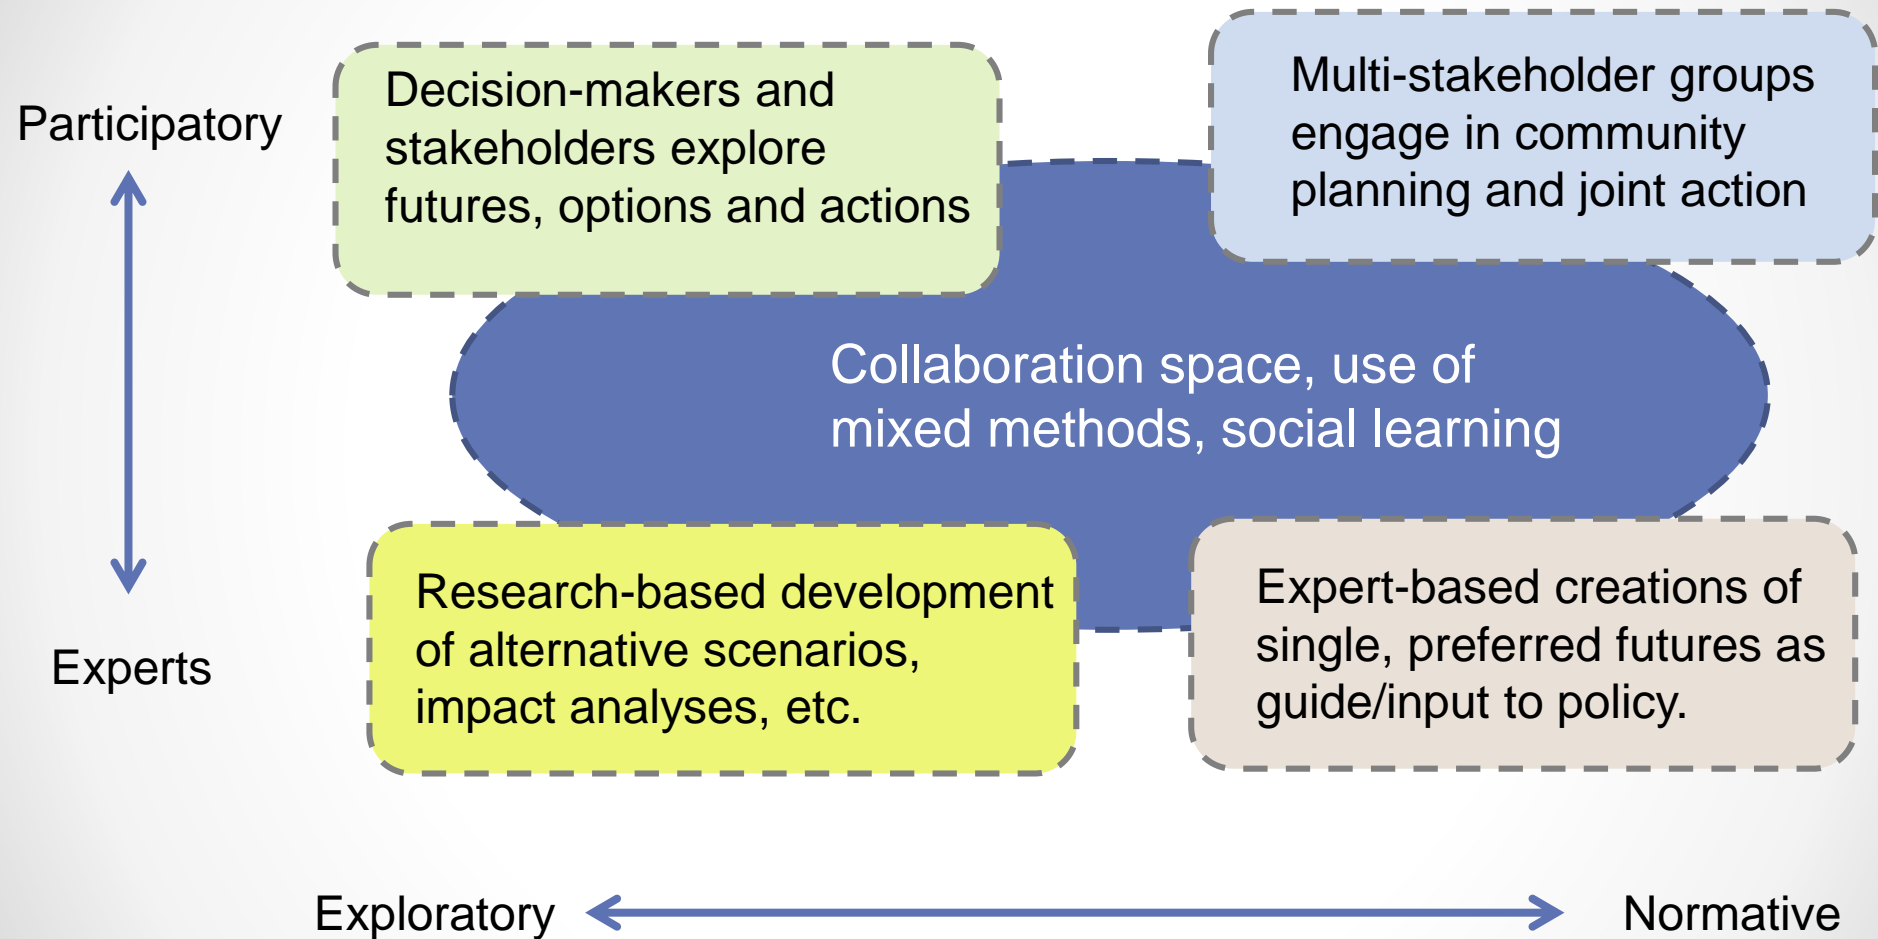 Participatory
Decision-makers and
stakeholders explore
futures, options and actions
Multi-stakeholder groups
engage in community
planning and joint action
Collaboration space, use of
mixed methods, social learning
Experts
Research-based development
of alternative scenarios,
impact analyses, etc.
Expert-based creations of
single, preferred futures as
guide/input to policy.
Exploratory
Normative